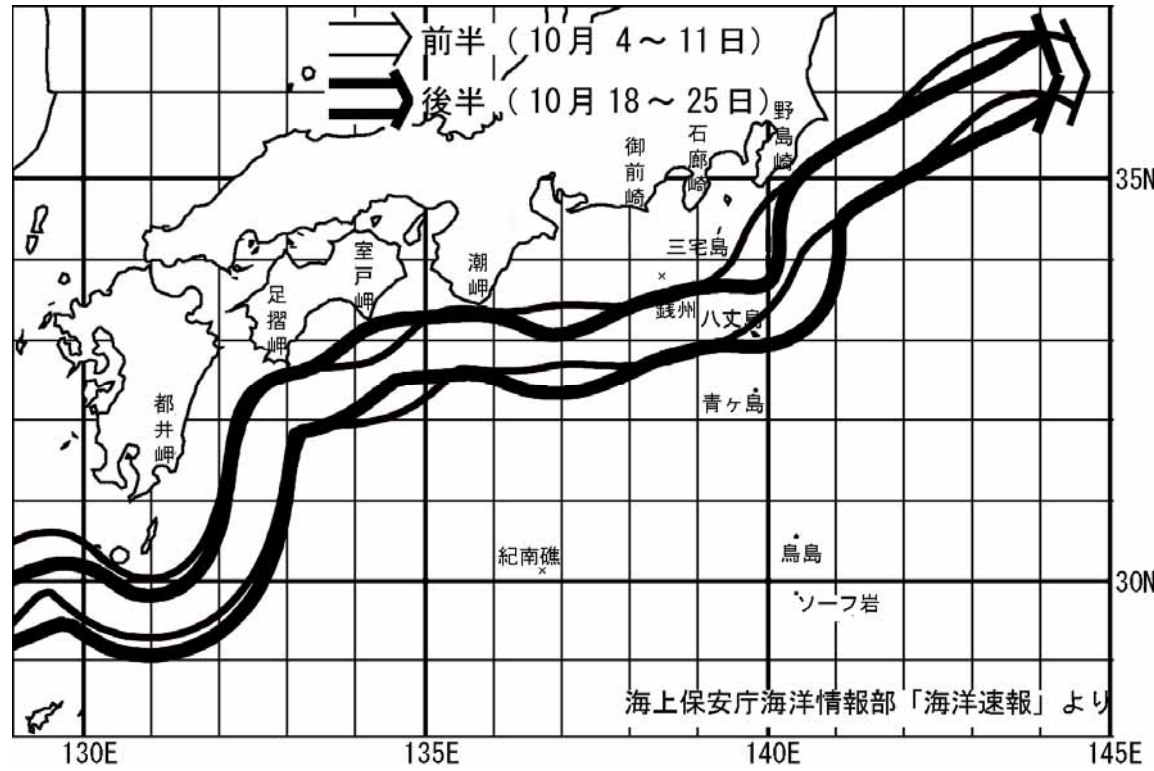 前半（10月 4～11日）
後半（10月 18～25日）
野島崎
石廊崎
御前崎
35N
三宅島
室戸岬
潮岬
足摺岬
銭州
八丈島
青ヶ島
都井岬
紀南礁
鳥島
30N
ソーフ岩
海上保安庁海洋情報部「海洋速報」より
130E
135E
140E
145E